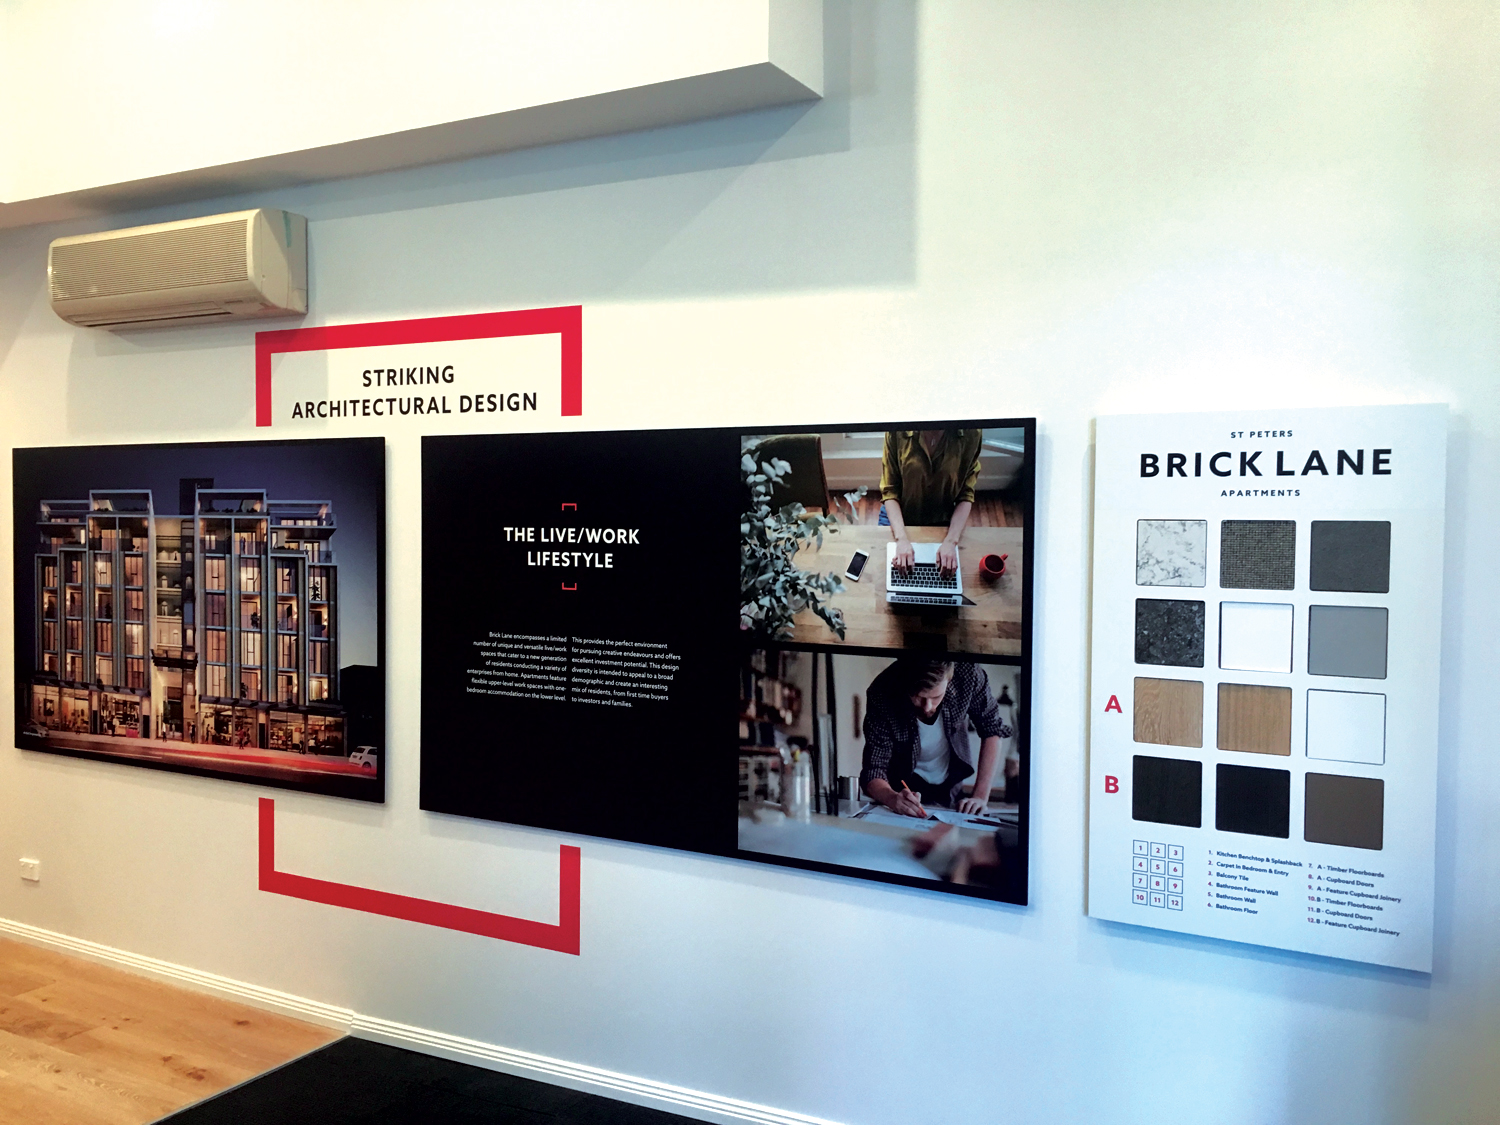 STRIKING
ARCHITECTURAL DESIGN
THE LIVE/WORK
LIFESTYLE
Brick Lane encompasses a limited
number of unique and versatile live/work
spaces that cater to a new generation
of residents conducting a variety of
enterprises from home. Apartments feature
flexible upper-level work spaces with one-
bedroom accommodation on the lower level.
This provides the perfect environment
for pursuing creative endeavours and offers
excellent investment potential. This design
diversity is intended to appeal to a broad
demographic and create an interesting
mix of residents, from first time buyers
to investors and families.
ST PETERS
BRICK LANE
APARTMENTS
A
B
1 2 3
4 5 6
7 8 9
10 11 12
1. Kitchen Benchtop & Splashback
2. Carpet in Bedroom & Entry
3. Balcony Tile
4. Bathroom Feature Wall
5. Bathroom Wall
6. Bathroom Floor
7. A - Timber Floorboards
8. A - Cupboard Doors
9. A - Feature Cupboard Joinery
10. B - Timber Floorboards
11. B - Cupboard Doors
12. B - Feature Cupboard Joinery